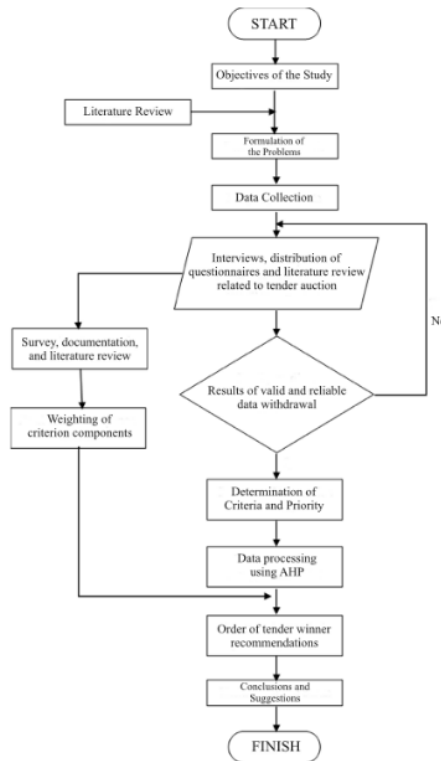 START
Objectives of the Study
Literature Review
Formulation of
the Problems
Data Collection
Interviews, distribution of
questionnaires and literature review
related to tender auction
Survey, documentation,
and literature review
Results of valid and reliable
data withdrawal
Weighting of
criterion components
Determination of
Criteria and Priority
Data processing
using AHP
Order of tender winner
recommendations
Conclusions and
Suggestions
FINISH